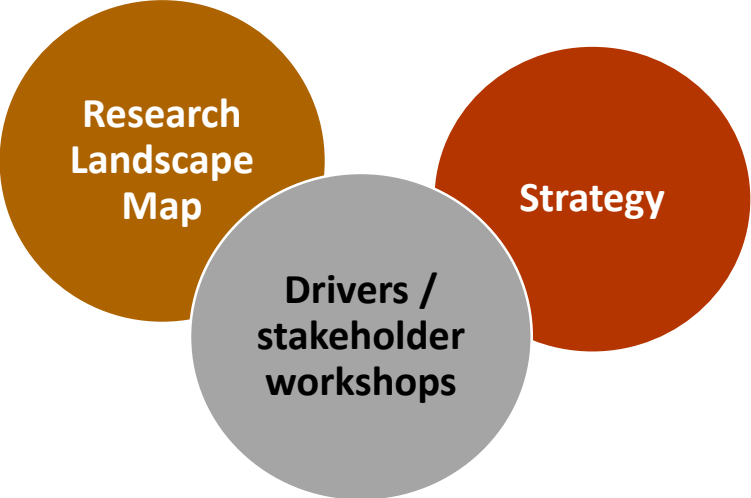 Research
Landscape
Map
Strategy
Drivers /
stakeholder
workshops